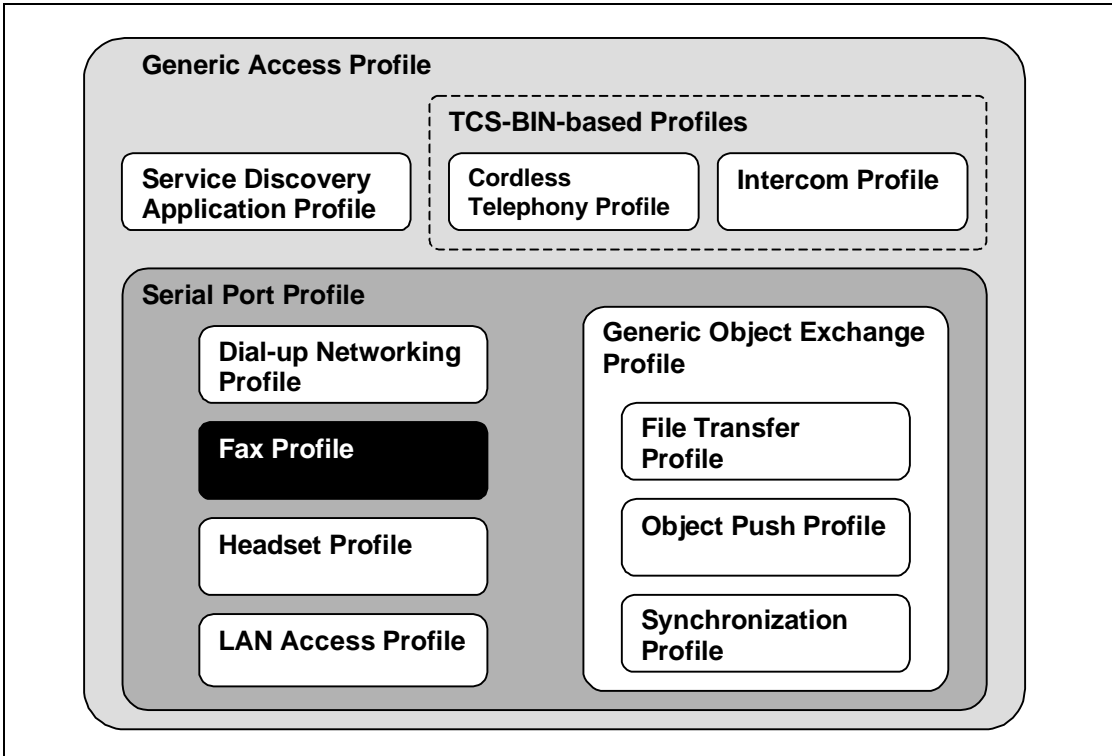 Generic Access Profile
TCS-BIN-based Profiles
Service Discovery
Application Profile
Cordless
Telephony Profile
Intercom Profile
Serial Port Profile
Dial-up Networking
Profile
Fax Profile
Headset Profile
LAN Access Profile
Generic Object Exchange
Profile
File Transfer
Profile
Object Push Profile
Synchronization
Profile